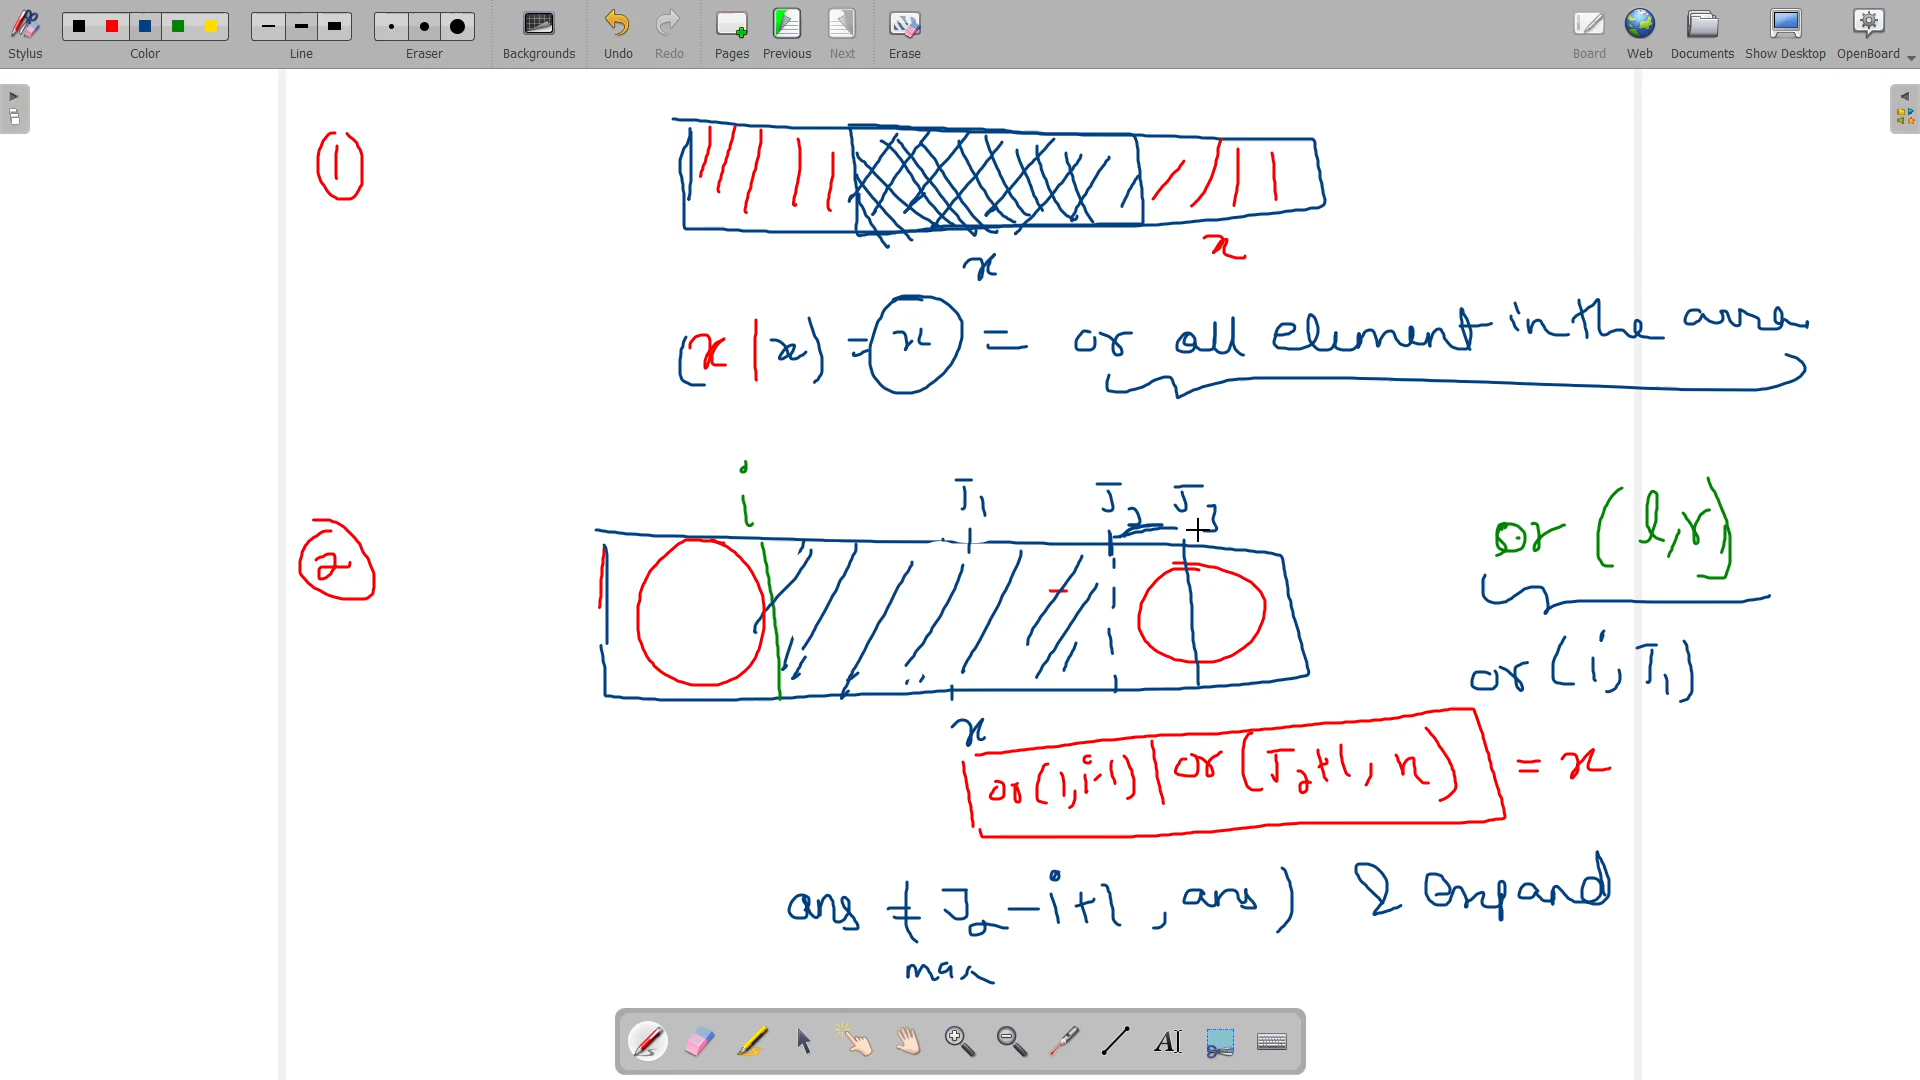 Stylus Color Line Eraser Backgrounds Undo Redo Pages Previous Next Erase Board Web Documents Show Desktop OpenBoard
1
x x
(x | x) = x = or all element in the array
i J1 J2 J3
2
or (l,r)
or (i, J1)
x
or(1,i-1) | or (J2+1, n) = x
ans = ( J2 - i + 1 , ans ) & expand
max